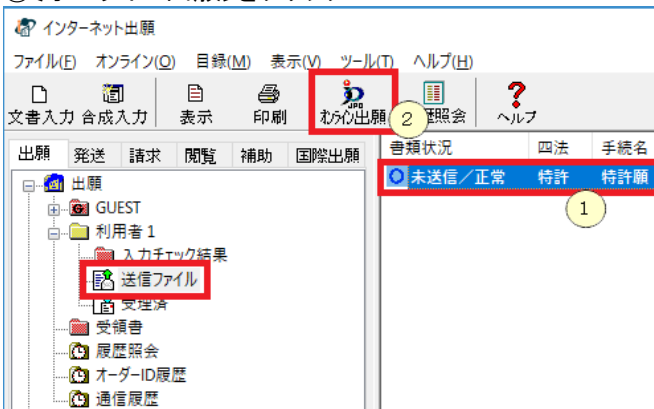 インターネット出願
ファイル(F) オンライン(O) 目録(M) 表示(V) ツール(T) ヘルプ(H)
文書入力 合成入力 表示 印刷 オンライン出願 2 照会 ヘルプ
出願 発送 請求 閲覧 補助 国際出願
書類状況 四法 手続名
未送信／正常 特許 特許願
1
出願
GUEST
利用者1
入力チェック結果
送信ファイル
受理済
受領書
履歴照会
オーダーID履歴
通信履歴